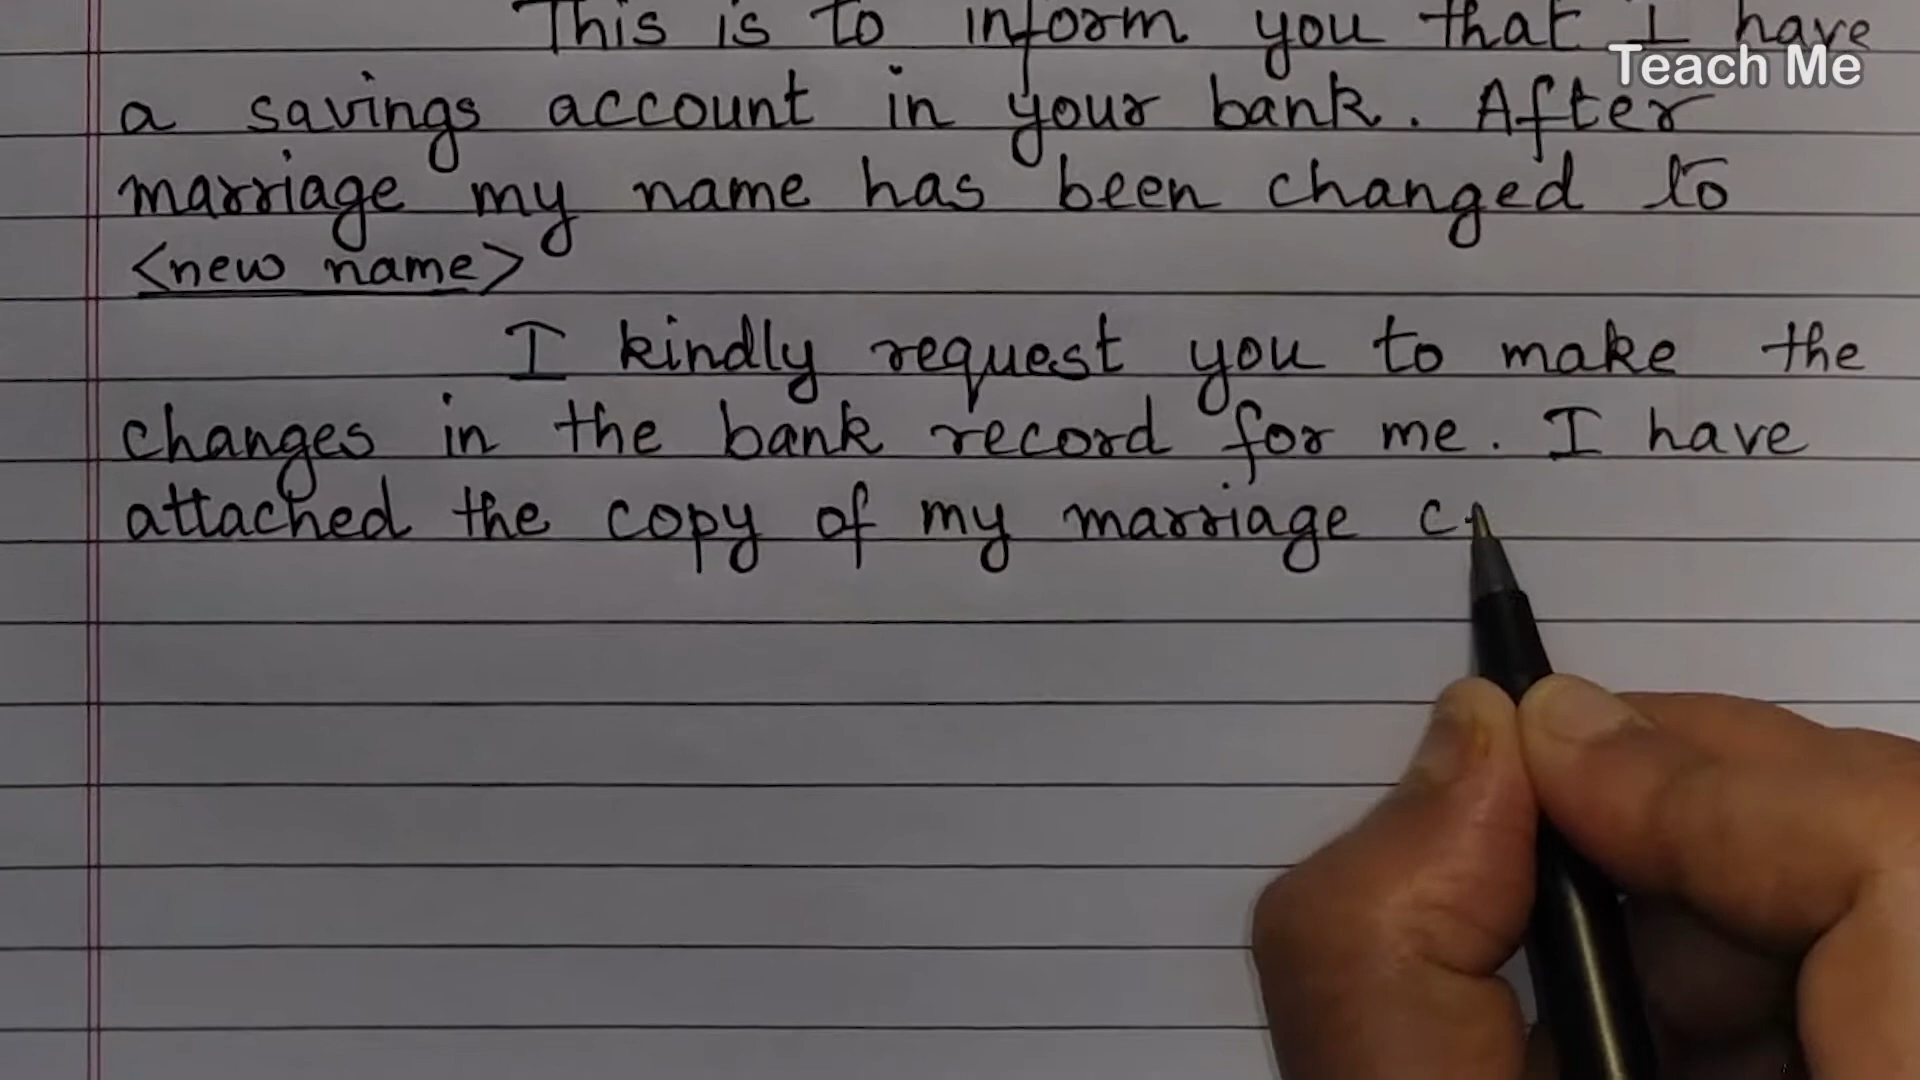 This is to inform you that I have
Teach Me
a savings account in your bank. After
marriage my name has been changed to
<new name>
I kindly request you to make the
changes in the bank record for me. I have
attached the copy of my marriage